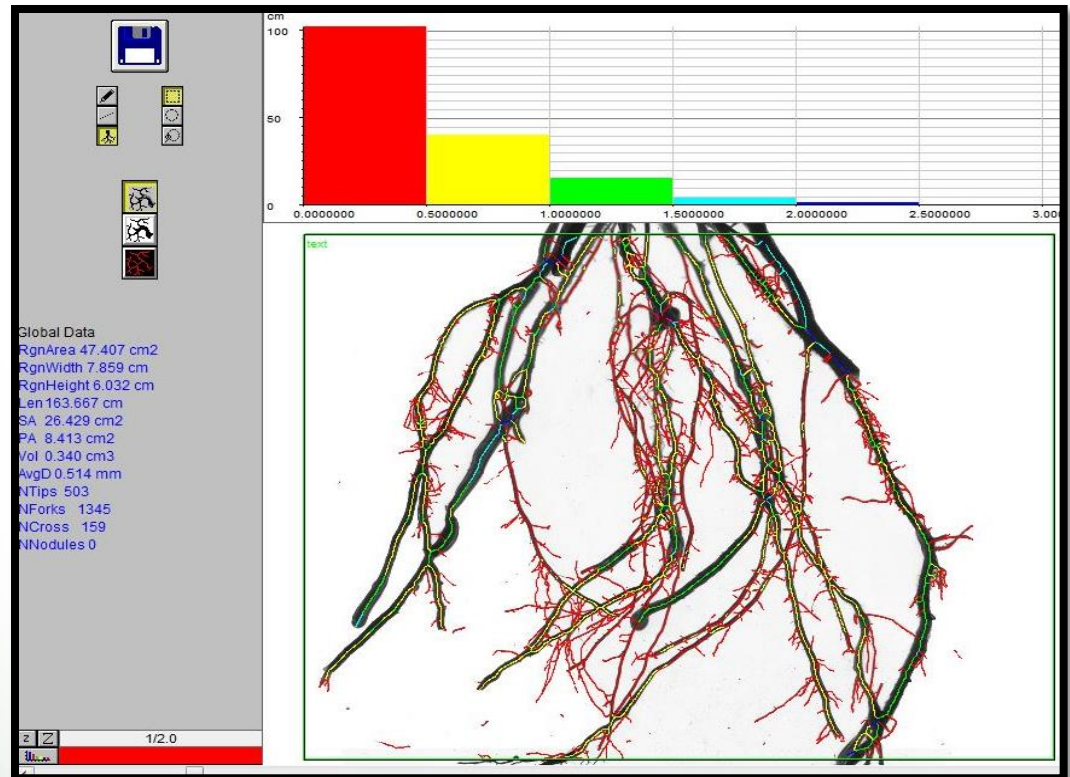 cm
100
50
0
0.0000000 0.5000000 1.0000000 1.5000000 2.0000000 2.5000000 3.00
text
Global Data
RgnArea 47.407 cm2
RgnWidth 7.859 cm
RgnHeight 6.032 cm
Len 163.667 cm
SA 26.429 cm2
PA 8.413 cm2
Vol 0.340 cm3
AvgD 0.514 mm
NTips 503
NForks 1345
NCross 159
NNodules 0
z Z 1/2.0